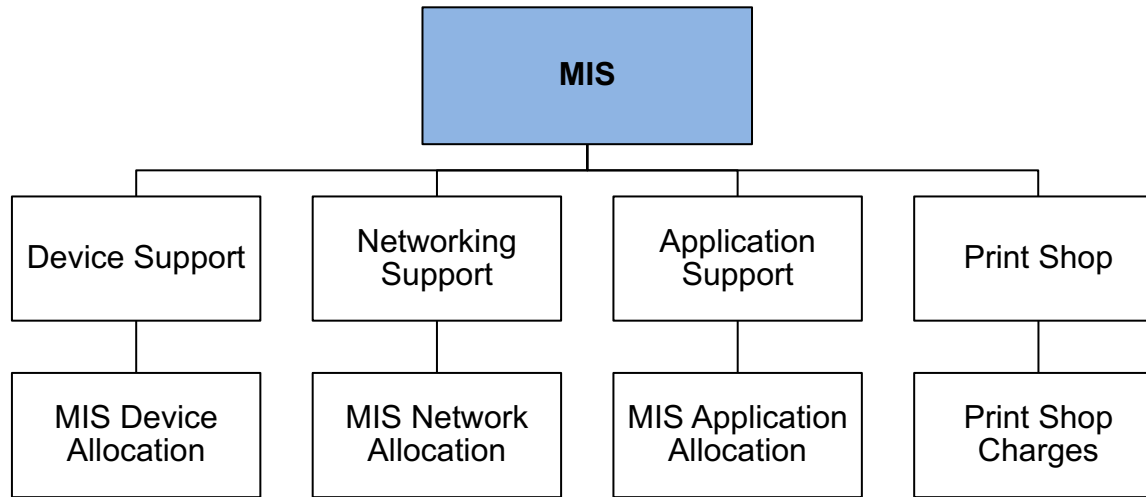 MIS
Device Support
Networking
Support
Application
Support
Print Shop
MIS Device
Allocation
MIS Network
Allocation
MIS Application
Allocation
Print Shop
Charges